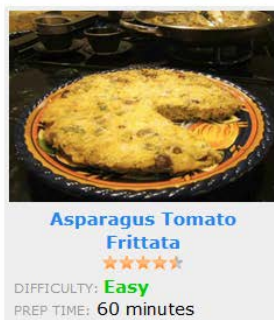 Asparagus Tomato
Frittata
DIFFICULTY: Easy
PREP TIME: 60 minutes